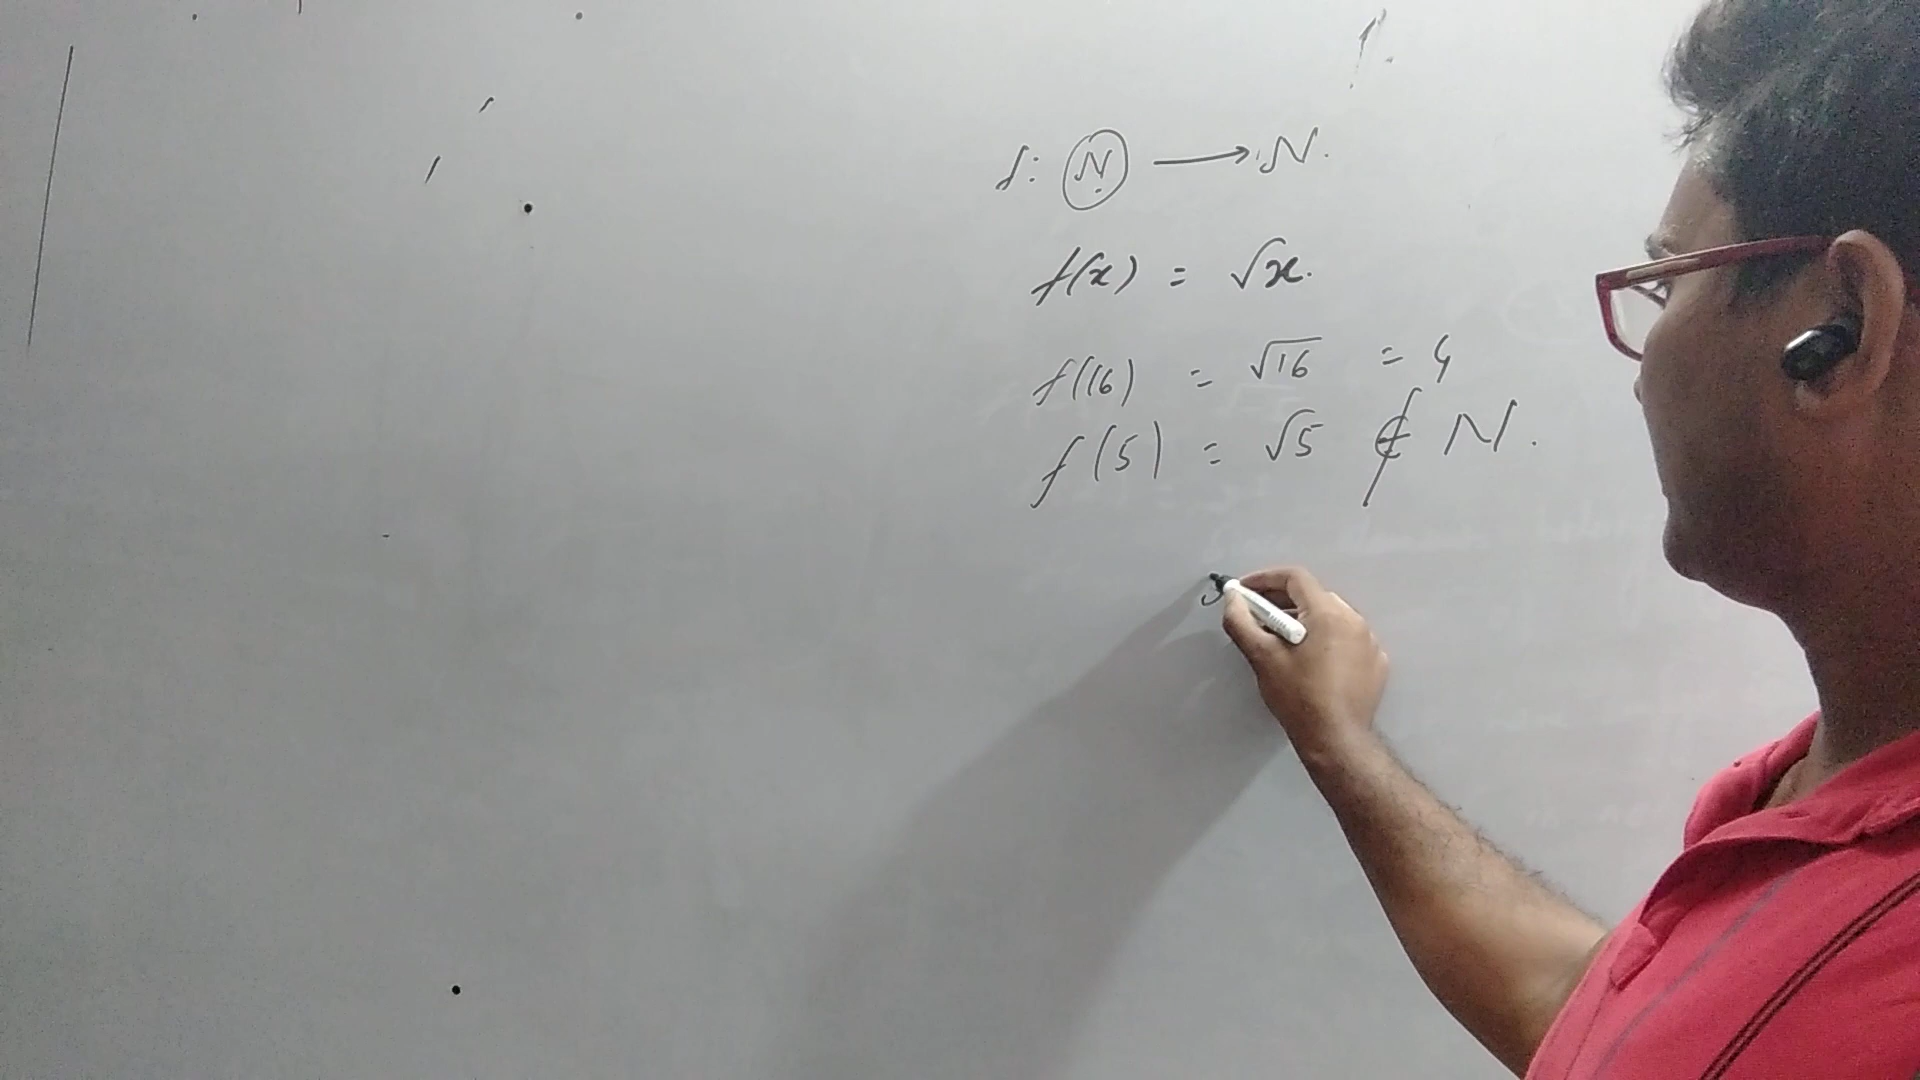 f: N → N.
f(x) = √x.
f(16) = √16 = 4
f(5) = √5 ∉ N.